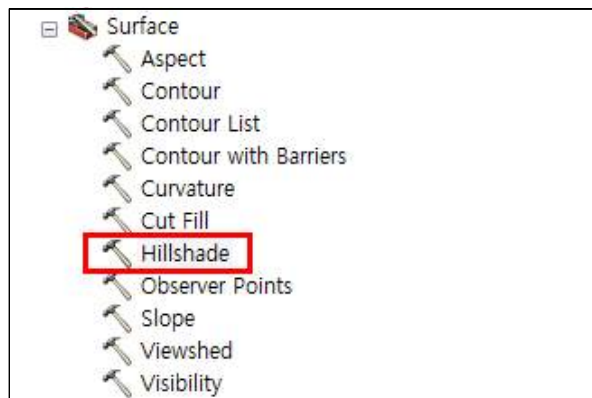 Surface
Aspect
Contour
Contour List
Contour with Barriers
Curvature
Cut Fill
Hillshade
Observer Points
Slope
Viewshed
Visibility